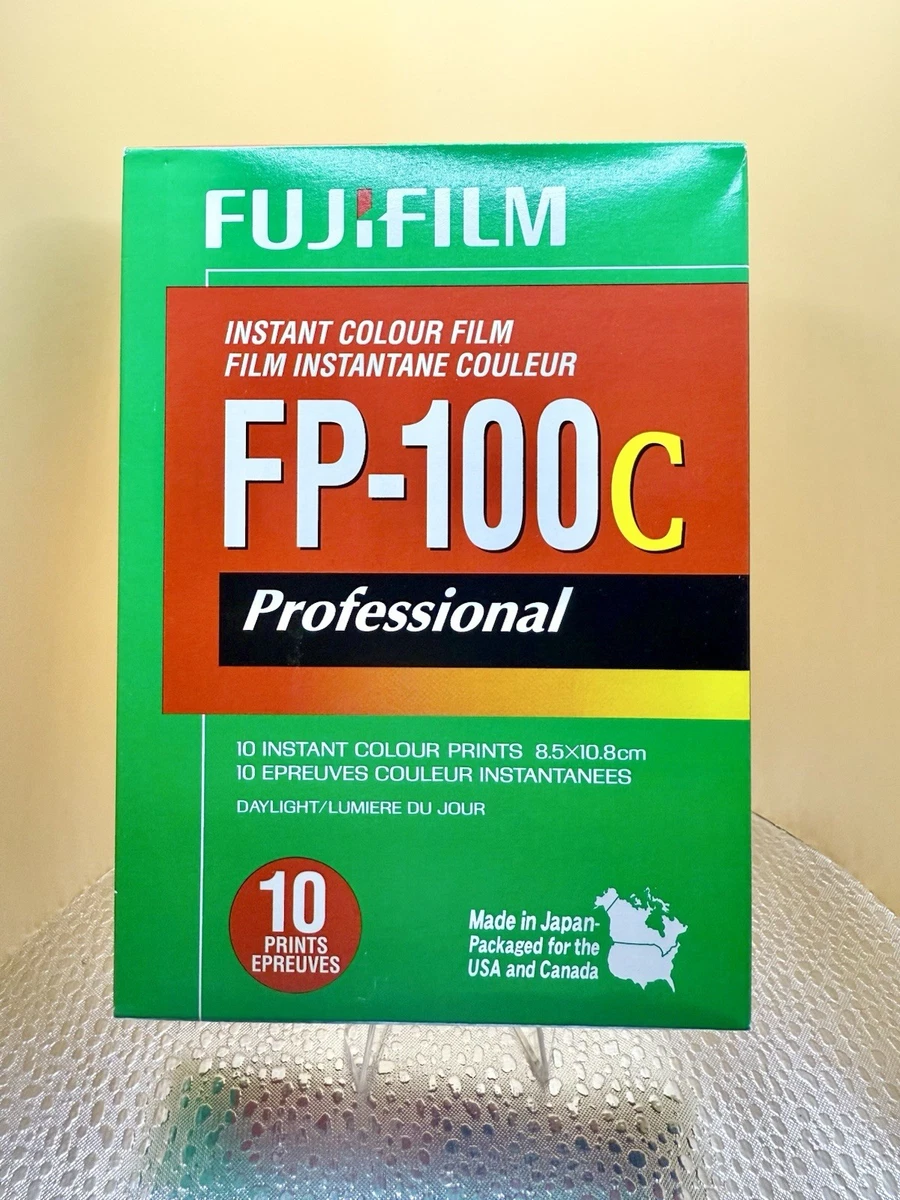 FUJIFILM
INSTANT COLOUR FILM
FILM INSTANTANE COULEUR
FP-100C
Professional
10 INSTANT COLOUR PRINTS 8.5×10.8cm
10 EPREUVES COULEUR INSTANTANEES
DAYLIGHT/LUMIERE DU JOUR
10
PRINTS
EPREUVES
Made in Japan-
Packaged for the
USA and Canada